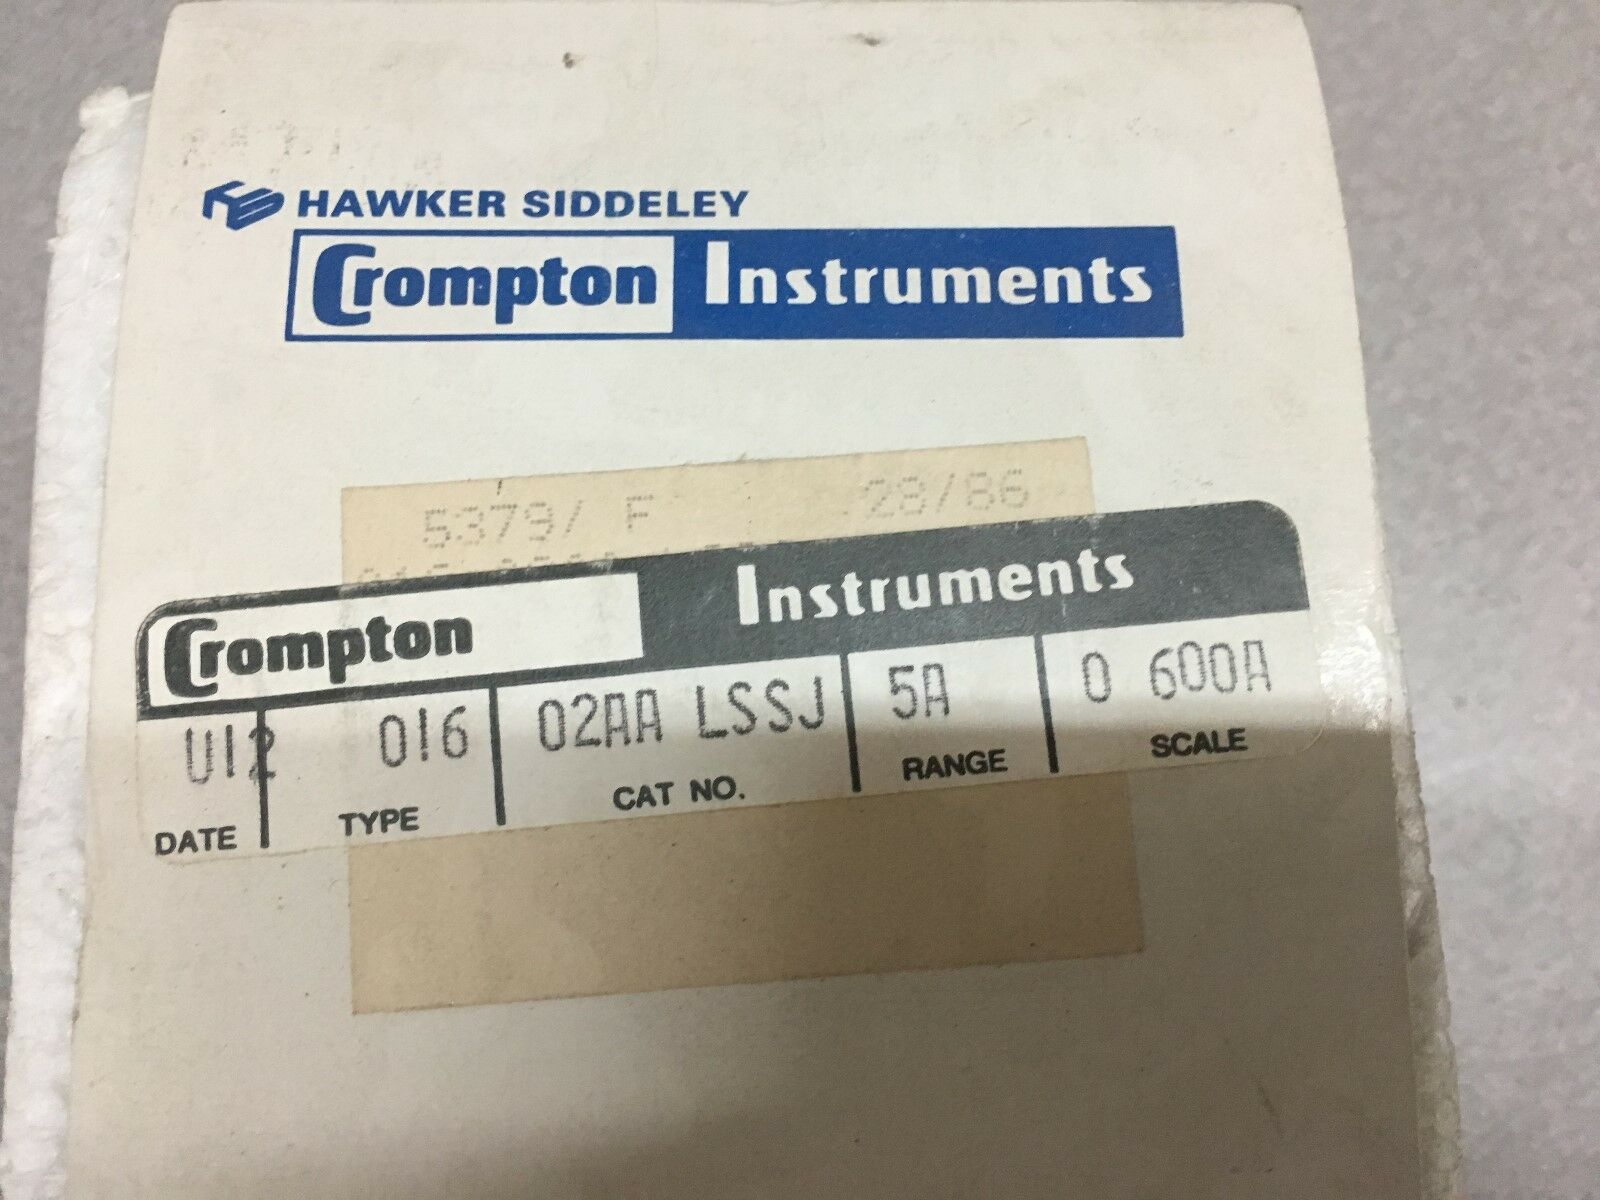 HAWKER SIDDELEY
Crompton Instruments
5379/ F 28/86
Crompton Instruments
U12 016 02AA LSSJ 5A 0 600A
DATE TYPE CAT NO. RANGE SCALE